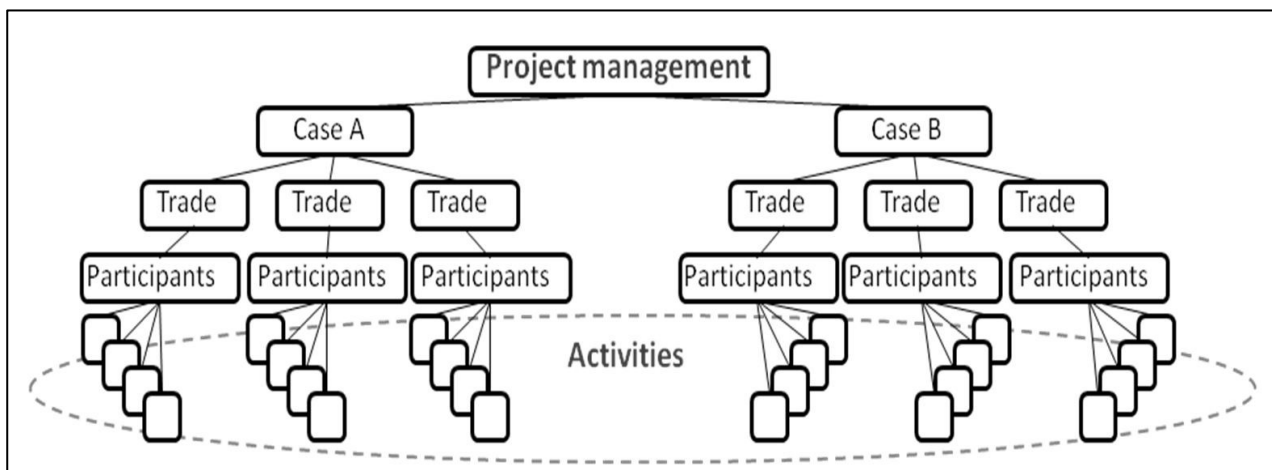 Project management
Case A
Case B
Trade
Trade
Trade
Trade
Trade
Trade
Participants
Participants
Participants
Participants
Participants
Participants
Activities